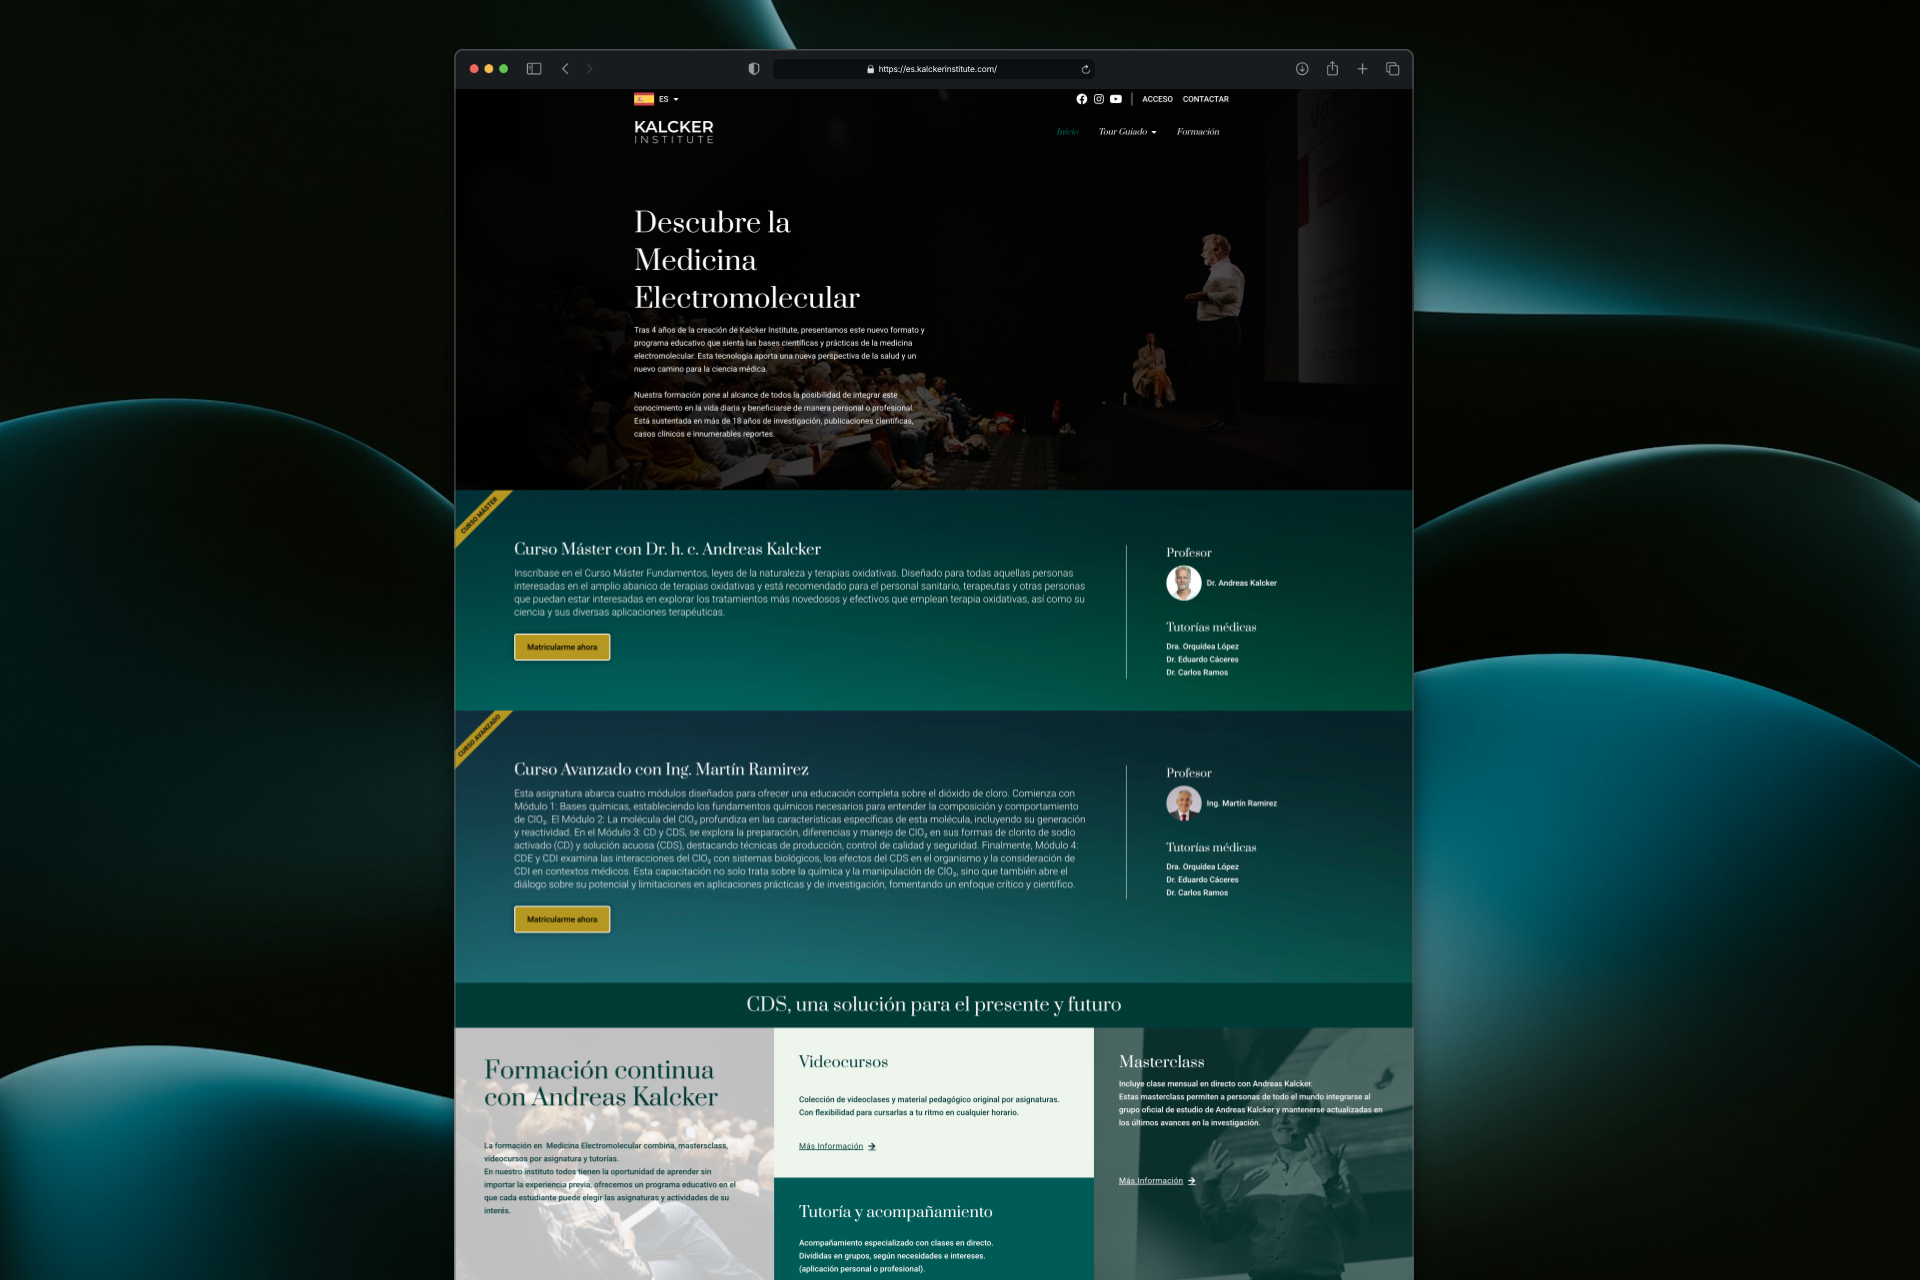 https://es.kalckerinstitute.com/
ES
ACCESO CONTACTAR
KALCKER
INSTITUTE
Inicio Tour Guiado Formación
Descubre la
Medicina
Electromolecular
Tras 4 años de la creación de Kalcker Institute, presentamos este nuevo formato y
programa educativo que sienta las bases científicas y prácticas de la medicina
electromolecular. Esta tecnología aporta una nueva perspectiva de la salud y un
nuevo camino para la ciencia médica.
Nuestra formación pone al alcance de todos la posibilidad de integrar este
conocimiento en la vida diaria y beneficiarse de manera personal o profesional.
Está sustentada en más de 18 años de investigación, publicaciones científicas,
casos clínicos e innumerables reportes.
CURSO MÁSTER
Curso Máster con Dr. h. c. Andreas Kalcker
Inscríbase en el Curso Máster Fundamentos, leyes de la naturaleza y terapias oxidativas. Diseñado para todas aquellas personas
interesadas en el amplio abanico de terapias oxidativas y está recomendado para el personal sanitario, terapeutas y otras personas
que puedan estar interesadas en explorar los tratamientos más novedosos y efectivos que emplean terapia oxidativas, así como su
ciencia y sus diversas aplicaciones terapéuticas.
Matricularme ahora
Profesor
Dr. Andreas Kalcker
Tutorías médicas
Dra. Orquídea López
Dr. Eduardo Cáceres
Dr. Carlos Ramos
CURSO AVANZADO
Curso Avanzado con Ing. Martín Ramirez
Esta asignatura abarca cuatro módulos diseñados para ofrecer una educación completa sobre el dióxido de cloro. Comienza con
Módulo 1: Bases químicas, estableciendo los fundamentos químicos necesarios para entender la composición y comportamiento
de ClO₂. El Módulo 2: La molécula del ClO₂ profundiza en las características específicas de esta molécula, incluyendo su generación
y reactividad. En el Módulo 3: CD y CDS, se explora la preparación, diferencias y manejo de ClO₂ en sus formas de clorito de sodio
activado (CD) y solución acuosa (CDS), destacando técnicas de producción, control de calidad y seguridad. Finalmente, Módulo 4:
CDE y CDI examina las interacciones del ClO₂ con sistemas biológicos, los efectos del CDS en el organismo y la consideración de
CDI en contextos médicos. Esta capacitación no solo trata sobre la química y la manipulación de ClO₂, sino que también abre el
diálogo sobre su potencial y limitaciones en aplicaciones prácticas y de investigación, fomentando un enfoque crítico y científico.
Matricularme ahora
Profesor
Ing. Martín Ramirez
Tutorías médicas
Dra. Orquídea López
Dr. Eduardo Cáceres
Dr. Carlos Ramos
CDS, una solución para el presente y futuro
Formación continua
con Andreas Kalcker
La formación en Medicina Electromolecular combina, mastersclass,
videocursos por asignatura y tutorías.
En nuestro instituto todos tienen la oportunidad de aprender sin
importar la experiencia previa, ofrecemos un programa educativo en el
que cada estudiante puede elegir las asignaturas y actividades de su
interés.
Videocursos
Colección de videoclases y material pedagógico original por asignaturas.
Con flexibilidad para cursarlas a tu ritmo en cualquier horario.
Más Información
Tutoría y acompañamiento
Acompañamiento especializado con clases en directo.
Divididas en grupos, según necesidades e intereses.
(aplicación personal o profesional).
Masterclass
Incluye clase mensual en directo con Andreas Kalcker.
Estas masterclass permiten a personas de todo el mundo integrarse al
grupo oficial de estudio de Andreas Kalcker y mantenerse actualizadas en
los últimos avances en la investigación.
Más Información